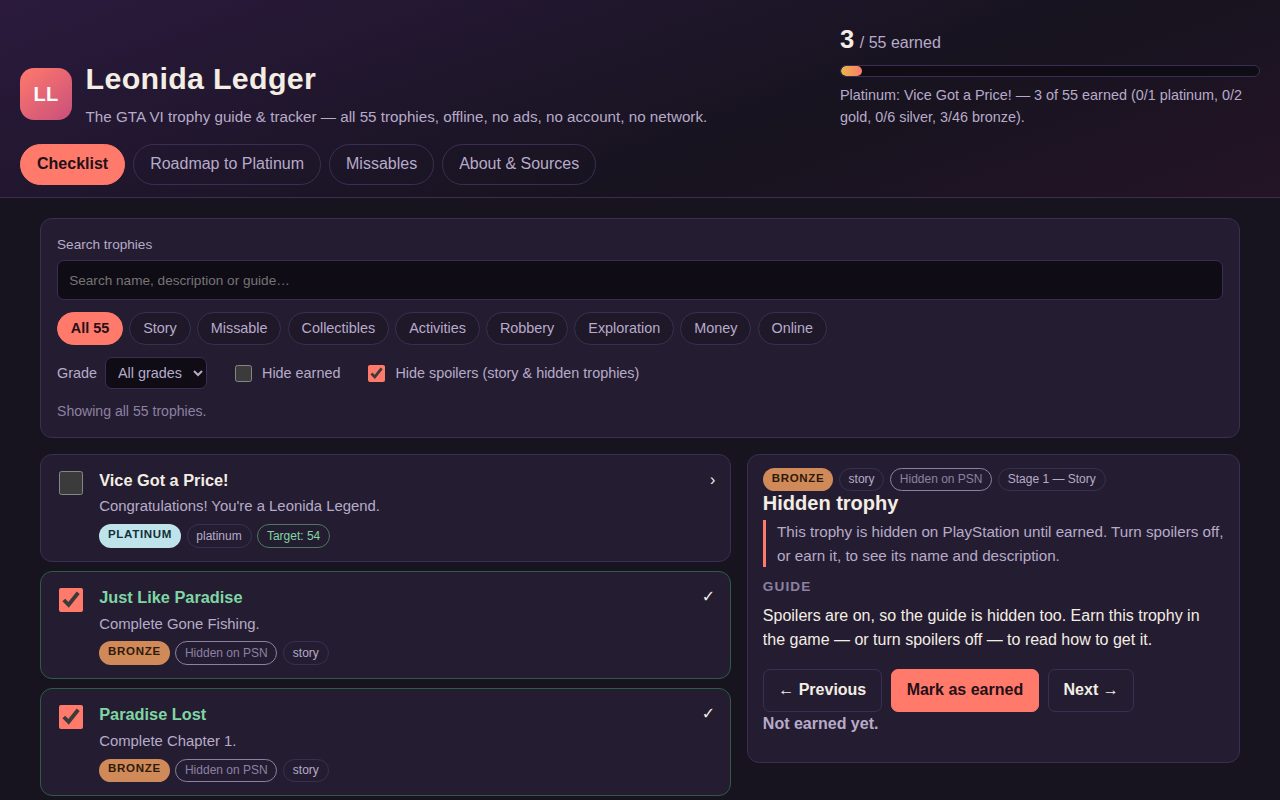 3 / 55 earned
LL
Leonida Ledger
The GTA VI trophy guide & tracker — all 55 trophies, offline, no ads, no account, no network.
Platinum: Vice Got a Price! — 3 of 55 earned (0/1 platinum, 0/2
gold, 0/6 silver, 3/46 bronze).
Checklist
Roadmap to Platinum
Missables
About & Sources
Search trophies
Search name, description or guide…
All 55
Story
Missable
Collectibles
Activities
Robbery
Exploration
Money
Online
Grade
All grades
Hide earned
Hide spoilers (story & hidden trophies)
Showing all 55 trophies.
Vice Got a Price!
›
Congratulations! You're a Leonida Legend.
PLATINUM
platinum
Target: 54
Just Like Paradise
✓
Complete Gone Fishing.
BRONZE
Hidden on PSN
story
Paradise Lost
✓
Complete Chapter 1.
BRONZE
Hidden on PSN
story
BRONZE
story
Hidden on PSN
Stage 1 — Story
Hidden trophy
This trophy is hidden on PlayStation until earned. Turn spoilers off,
or earn it, to see its name and description.
GUIDE
Spoilers are on, so the guide is hidden too. Earn this trophy in
the game — or turn spoilers off — to read how to get it.
← Previous
Mark as earned
Next →
Not earned yet.